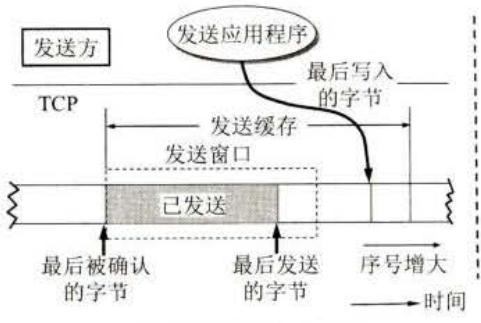 发送方
发送应用程序
最后写入
的字节
TCP
发送缓存
发送窗口
已发送
最后被确认
的字节
最后发送
的字节
序号增大
时间